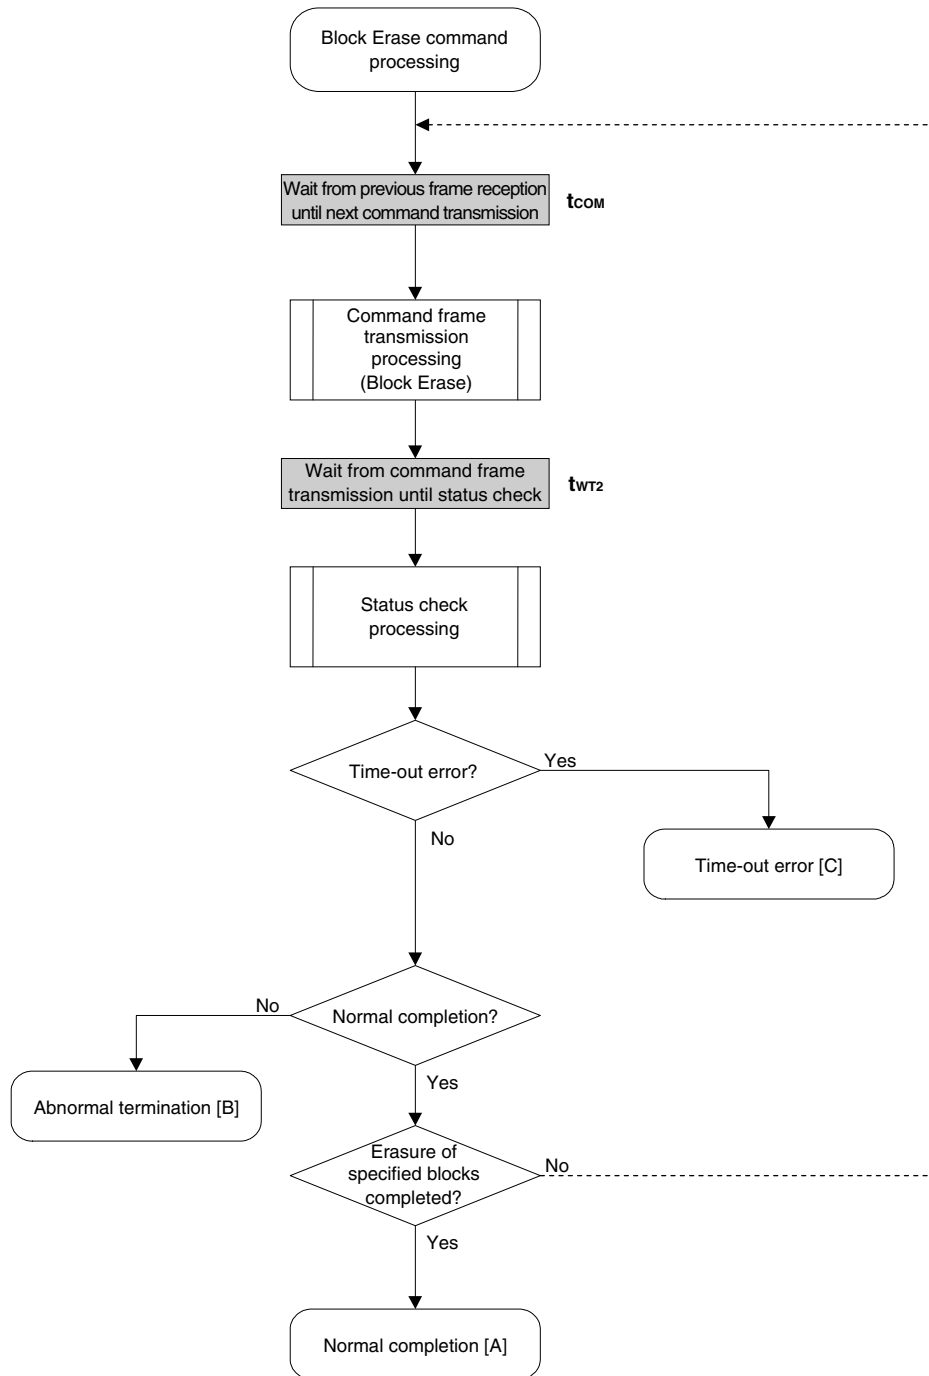 Block Erase command
processing
Wait from previous frame reception
until next command transmission
tCOM
Command frame
transmission
processing
(Block Erase)
Wait from command frame
transmission until status check
tWT2
Status check
processing
Time-out error?
Yes
No
Time-out error [C]
No
Normal completion?
Yes
Abnormal termination [B]
Erasure of
specified blocks
completed?
No
Yes
Normal completion [A]